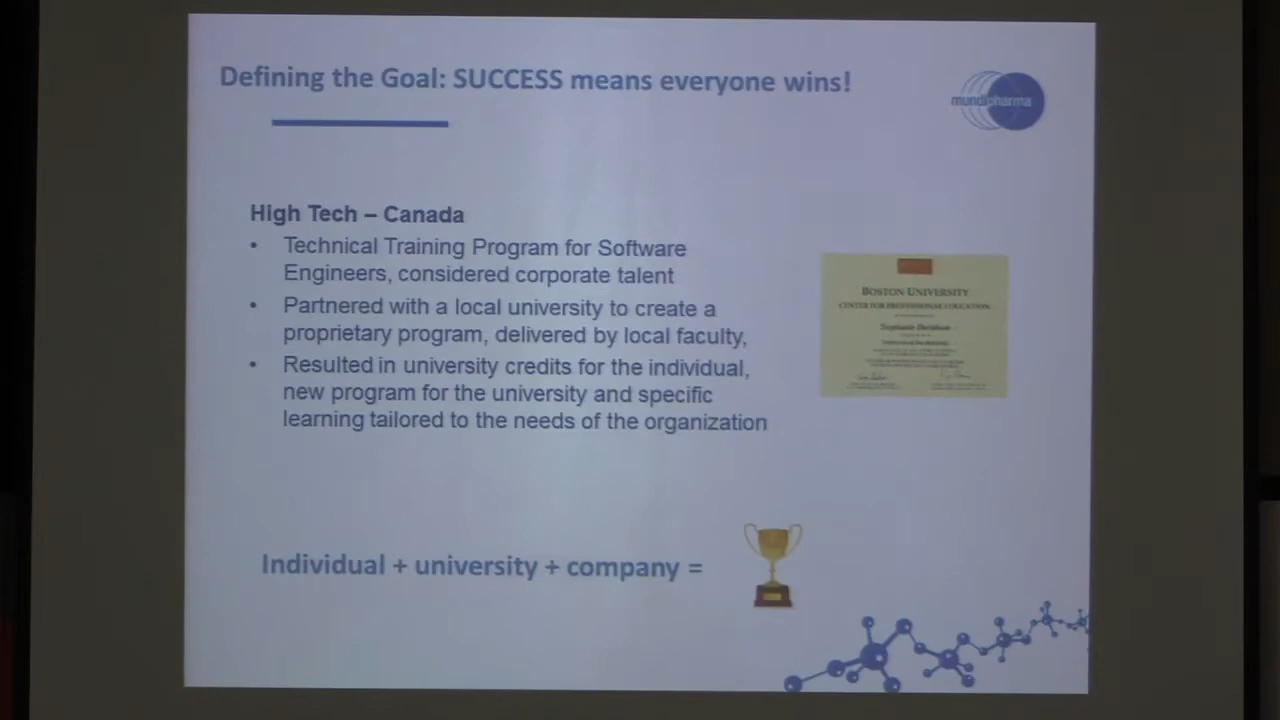 Defining the Goal: SUCCESS means everyone wins!
mundipharma
High Tech – Canada
• Technical Training Program for Software
Engineers, considered corporate talent
• Partnered with a local university to create a
proprietary program, delivered by local faculty,
• Resulted in university credits for the individual,
new program for the university and specific
learning tailored to the needs of the organization
BOSTON UNIVERSITY
CENTER FOR PROFESSIONAL EDUCATION
Individual + university + company =